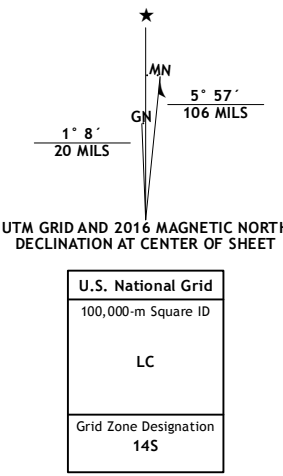 ★
MN
5° 57´
106 MILS
GN
1° 8´
20 MILS
UTM GRID AND 2016 MAGNETIC NORTH
DECLINATION AT CENTER OF SHEET
U.S. National Grid
100,000-m Square ID
LC
Grid Zone Designation
14S